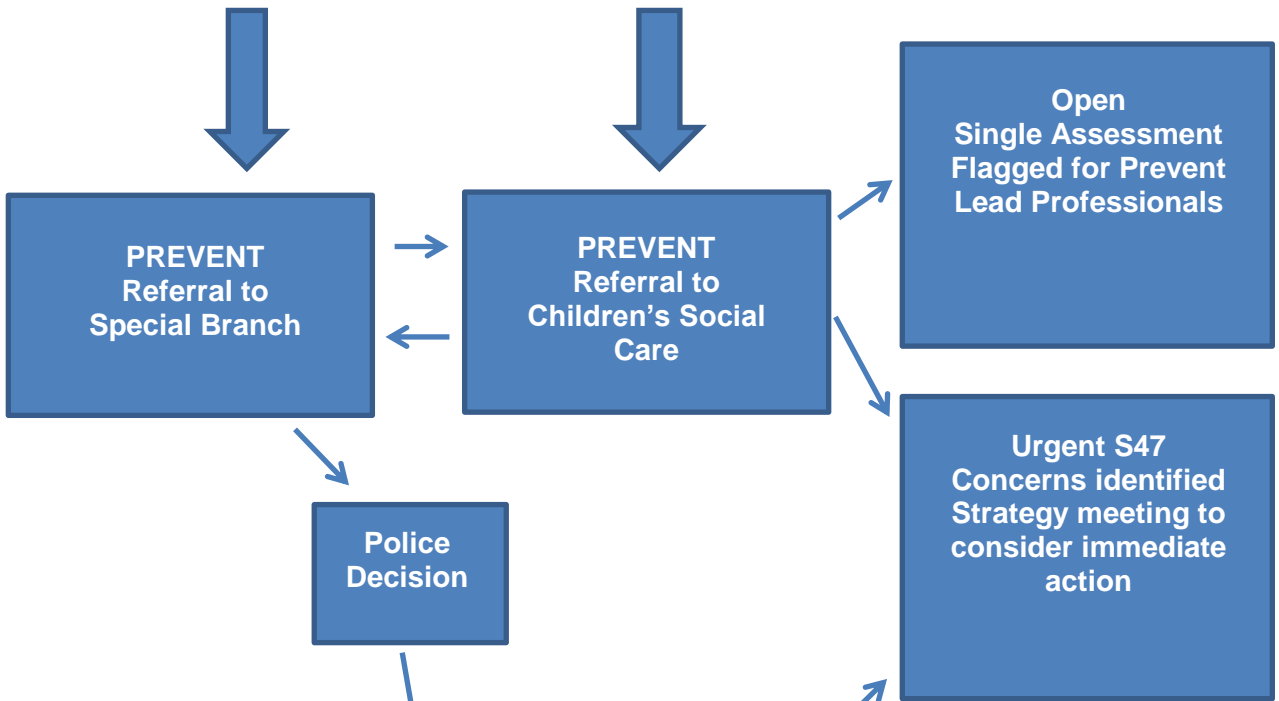 PREVENT
Referral to
Special Branch
PREVENT
Referral to
Children’s Social
Care
Open
Single Assessment
Flagged for Prevent
Lead Professionals
Police
Decision
Urgent S47
Concerns identified
Strategy meeting to
consider immediate
action